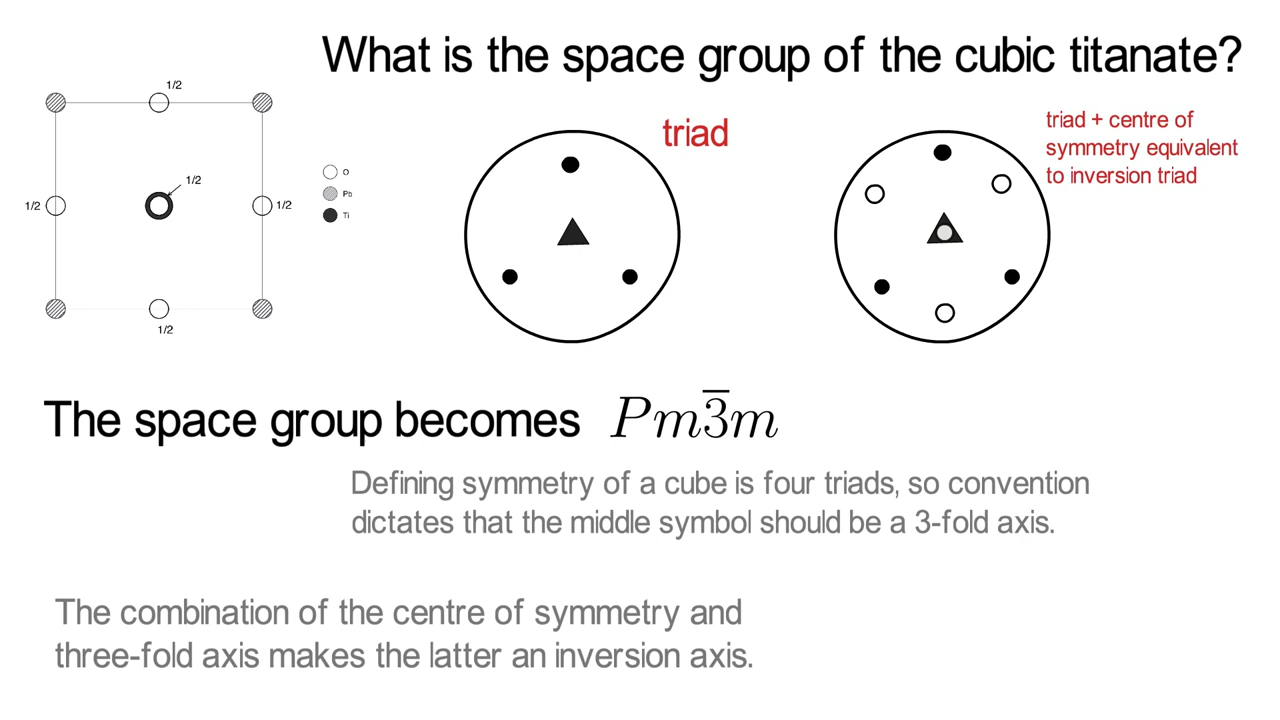 What is the space group of the cubic titanate?
1/2
1/2
1/2
1/2
1/2
O
Pb
Ti
triad
triad + centre of
symmetry equivalent
to inversion triad
The space group becomes $Pm\overline{3}m$
Defining symmetry of a cube is four triads, so convention
dictates that the middle symbol should be a 3-fold axis.
The combination of the centre of symmetry and
three-fold axis makes the latter an inversion axis.